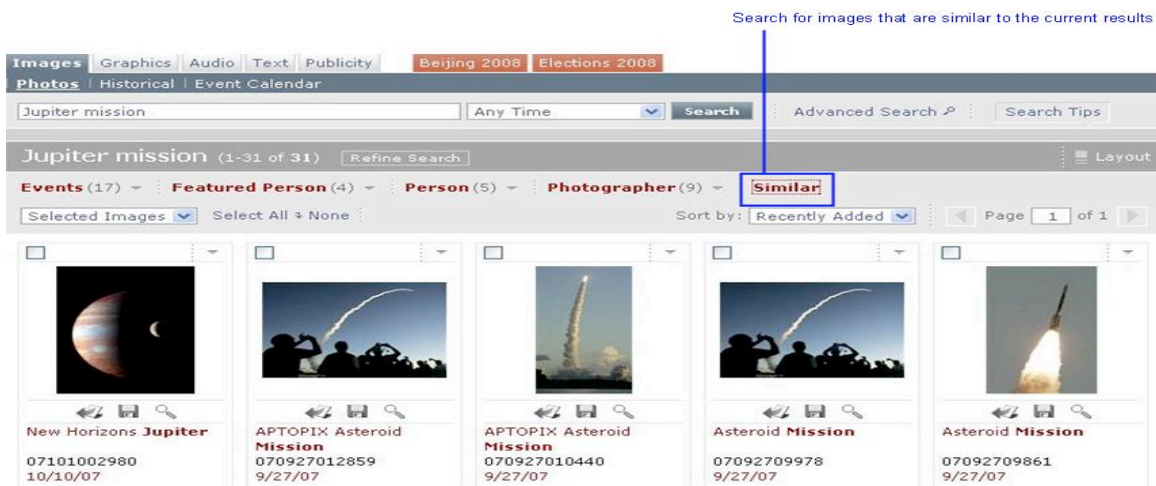 Search for images that are similar to the current results
Images Graphics Audio Text Publicity Beijing 2008 Elections 2008
Photos | Historical | Event Calendar
Jupiter mission Any Time Search Advanced Search Search Tips
Jupiter mission (1-31 of 31) Refine Search Layout
Events (17) Featured Person (4) Person (5) Photographer (9) Similar
Selected Images Select All + None Sort by: Recently Added Page 1 of 1
New Horizons Jupiter
07101002980
10/10/07
APTOPIX Asteroid
Mission
070927012859
9/27/07
APTOPIX Asteroid
Mission
070927010440
9/27/07
Asteroid Mission
07092709978
9/27/07
Asteroid Mission
07092709861
9/27/07